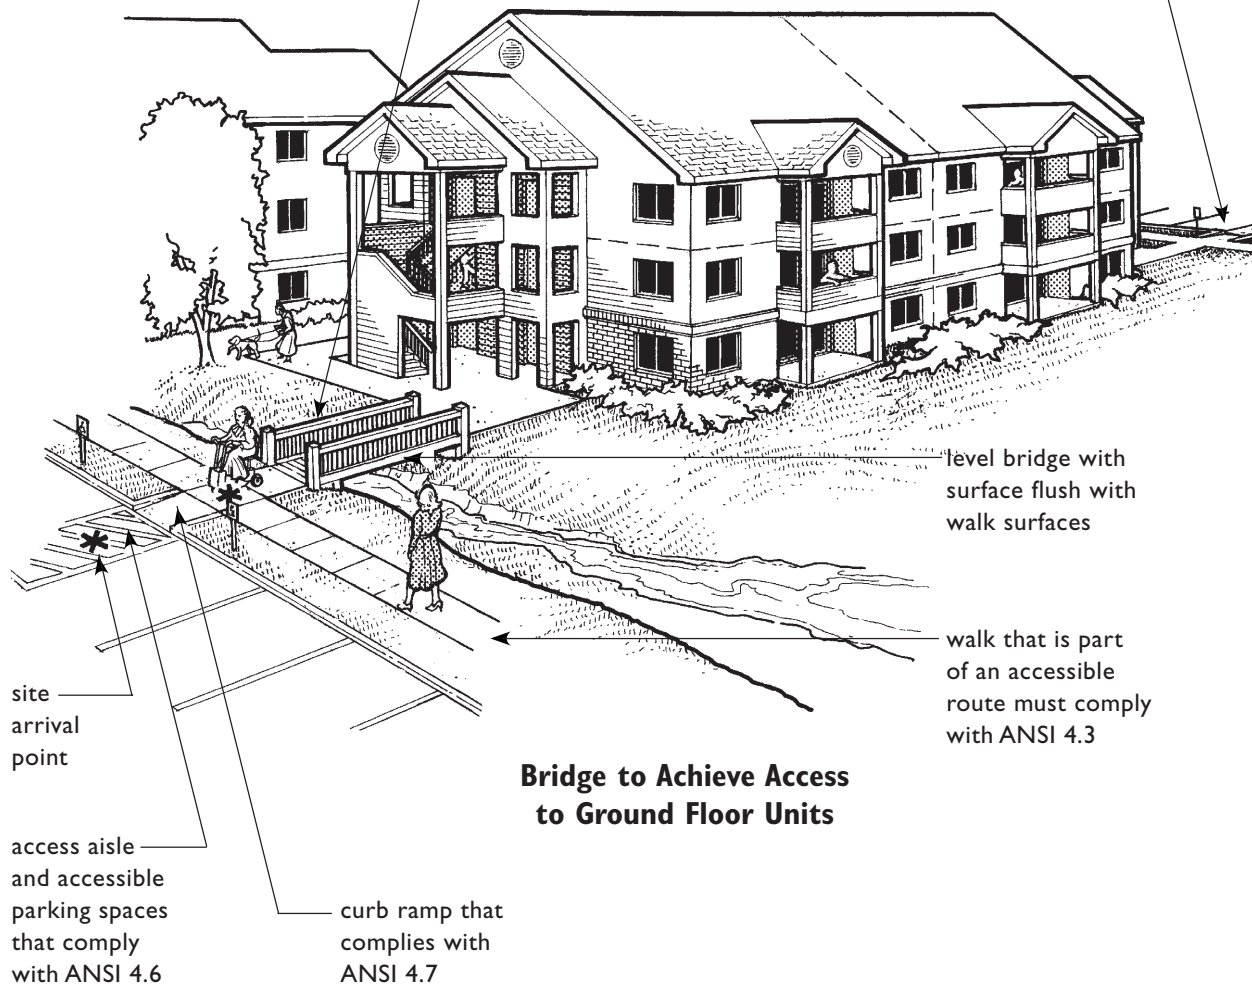 level bridge with
surface flush with
walk surfaces
walk that is part
of an accessible
route must comply
with ANSI 4.3
site
arrival
point
Bridge to Achieve Access
to Ground Floor Units
access aisle
and accessible
parking spaces
that comply
with ANSI 4.6
curb ramp that
complies with
ANSI 4.7